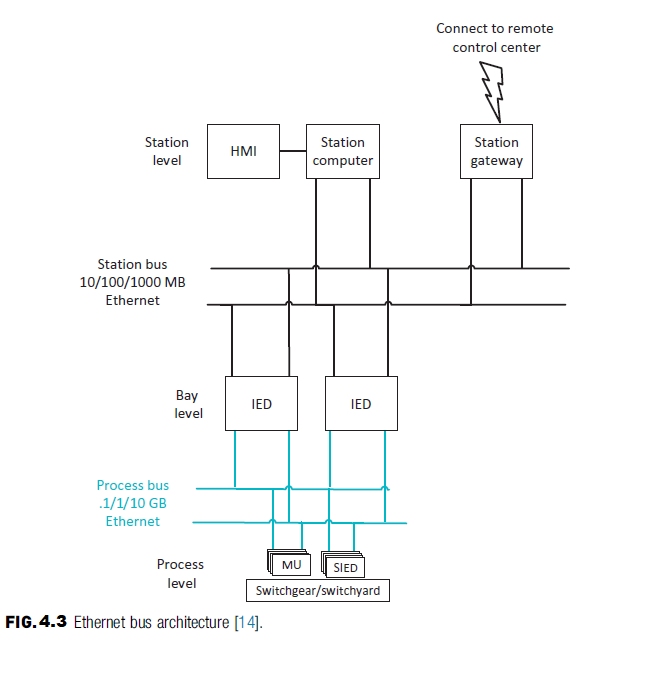 Connect to remote
control center
Station
level
HMI
Station
computer
Station
gateway
Station bus
10/100/1000 MB
Ethernet
Bay
level
IED
IED
Process bus
.1/1/10 GB
Ethernet
Process
level
MU
SIED
Switchgear/switchyard
FIG. 4.3 Ethernet bus architecture [14].